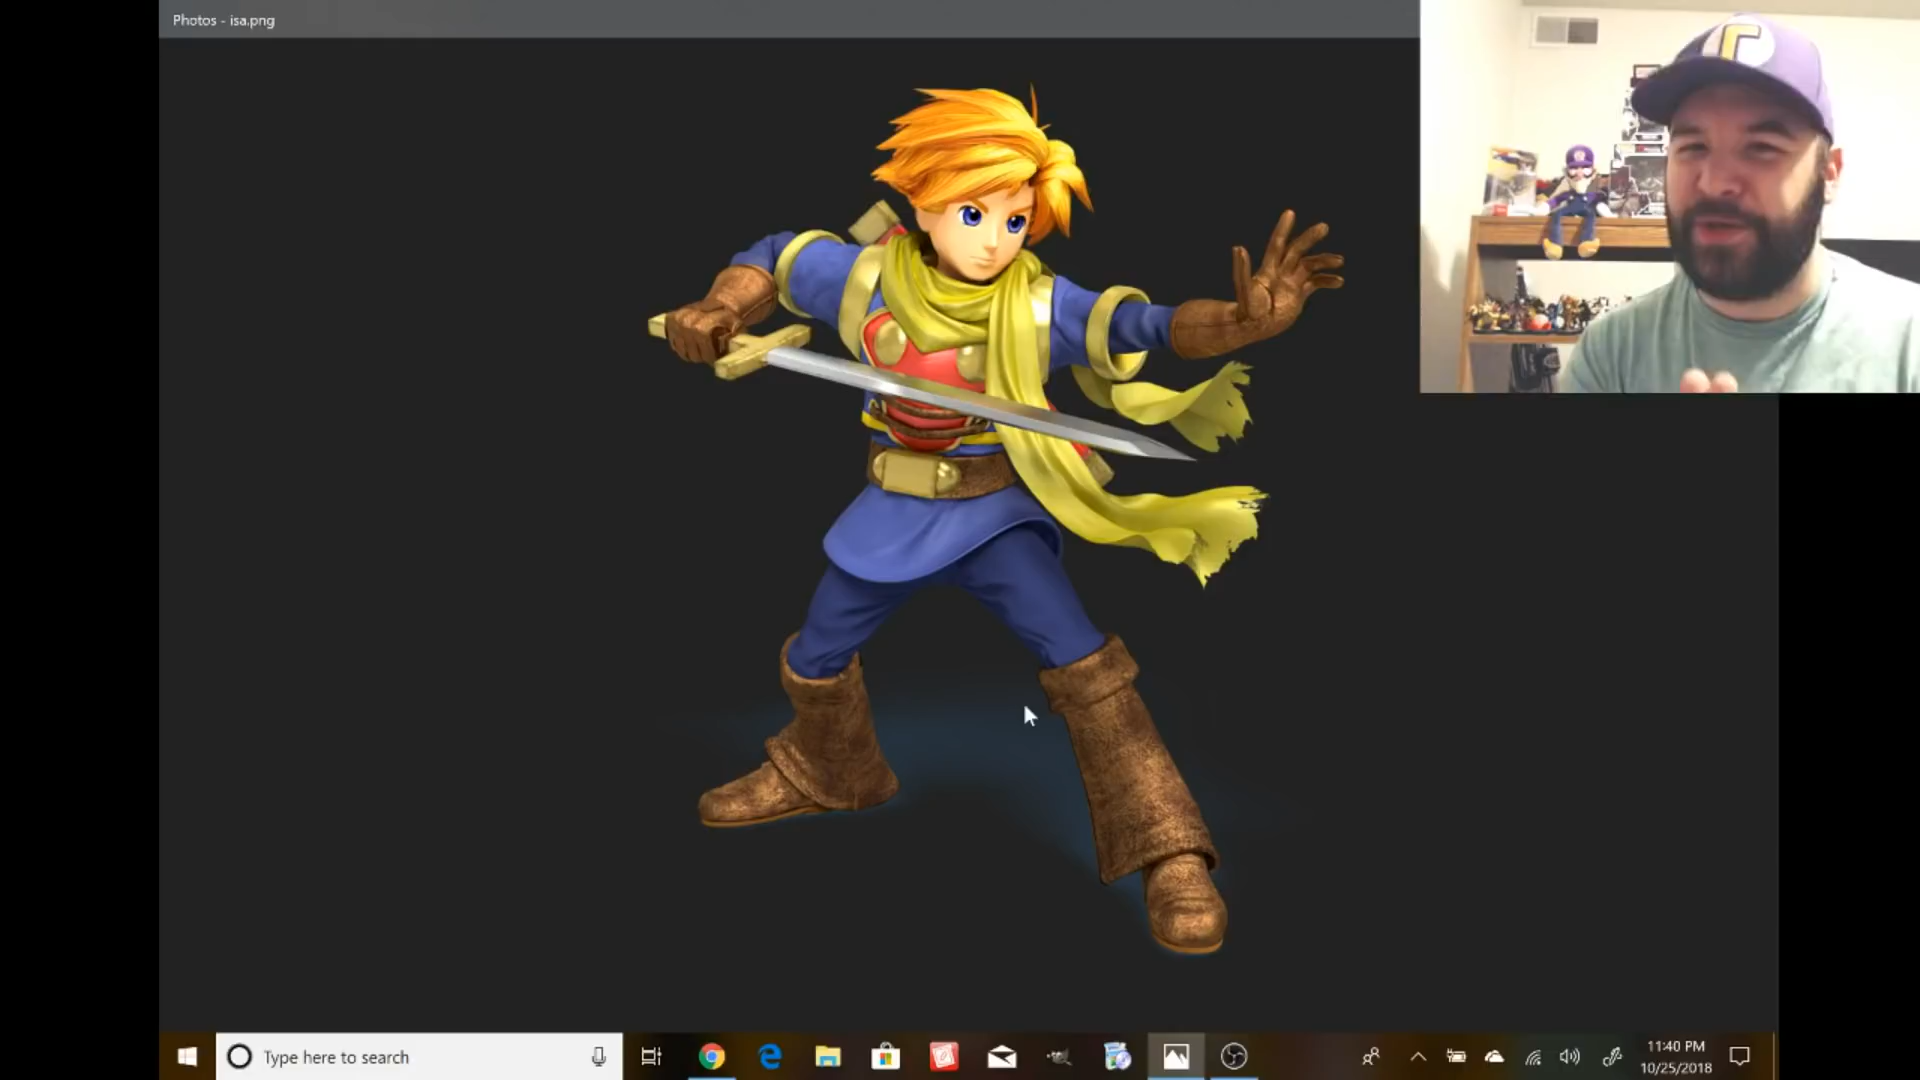 Photos - isa.png
Type here to search
11:40 PM
10/25/2018